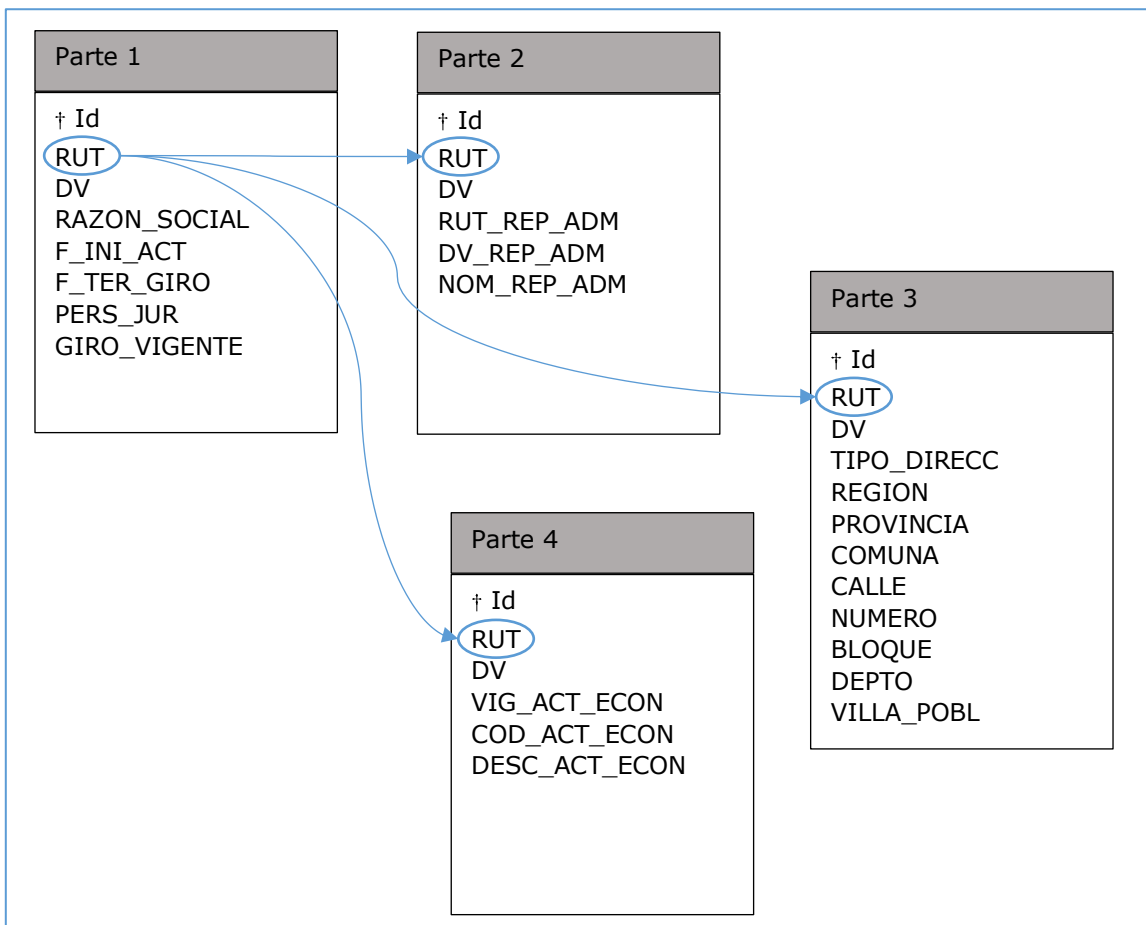 Parte 1
† Id
RUT
DV
RAZON_SOCIAL
F_INI_ACT
F_TER_GIRO
PERS_JUR
GIRO_VIGENTE
Parte 2
† Id
RUT
DV
RUT_REP_ADM
DV_REP_ADM
NOM_REP_ADM
Parte 3
† Id
RUT
DV
TIPO_DIRECC
REGION
PROVINCIA
COMUNA
CALLE
NUMERO
BLOQUE
DEPTO
VILLA_POBL
Parte 4
† Id
RUT
DV
VIG_ACT_ECON
COD_ACT_ECON
DESC_ACT_ECON